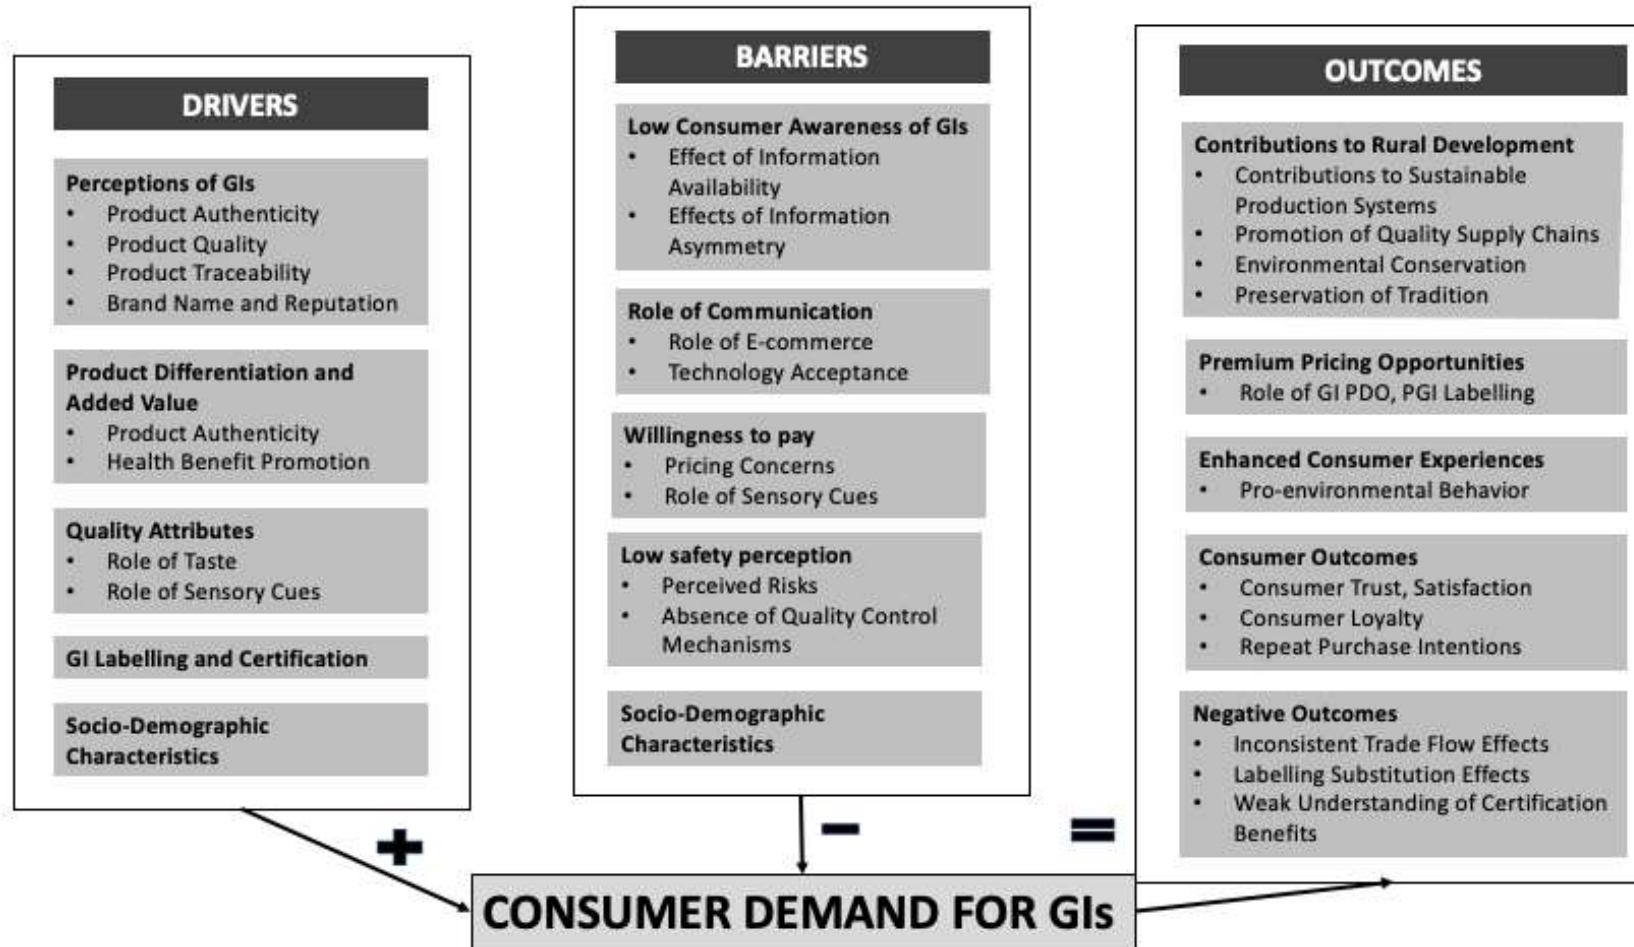 DRIVERS
Perceptions of GIs
• Product Authenticity
• Product Quality
• Product Traceability
• Brand Name and Reputation
Product Differentiation and
Added Value
• Product Authenticity
• Health Benefit Promotion
Quality Attributes
• Role of Taste
• Role of Sensory Cues
GI Labelling and Certification
Socio-Demographic
Characteristics
BARRIERS
Low Consumer Awareness of GIs
• Effect of Information
Availability
• Effects of Information
Asymmetry
Role of Communication
• Role of E-commerce
• Technology Acceptance
Willingness to pay
• Pricing Concerns
• Role of Sensory Cues
Low safety perception
• Perceived Risks
• Absence of Quality Control
Mechanisms
Socio-Demographic
Characteristics
OUTCOMES
Contributions to Rural Development
• Contributions to Sustainable
Production Systems
• Promotion of Quality Supply Chains
• Environmental Conservation
• Preservation of Tradition
Premium Pricing Opportunities
• Role of GI PDO, PGI Labelling
Enhanced Consumer Experiences
• Pro-environmental Behavior
Consumer Outcomes
• Consumer Trust, Satisfaction
• Consumer Loyalty
• Repeat Purchase Intentions
Negative Outcomes
• Inconsistent Trade Flow Effects
• Labelling Substitution Effects
• Weak Understanding of Certification
Benefits
+
−
=
CONSUMER DEMAND FOR GIs